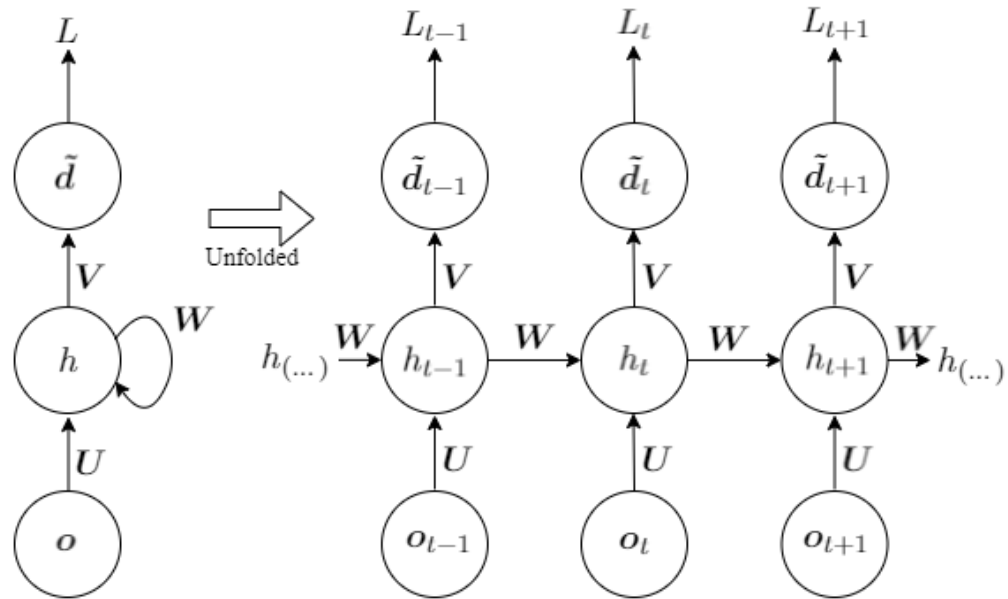 L L_{t−1} L_t L_{t+1}
d̃ d̃_{t−1} d̃_t d̃_{t+1}
Unfolded
V V V V
W W W W W
h h_{(...)} h_{t−1} h_t h_{t+1} h_{(...)}
U U U U
o o_{t−1} o_t o_{t+1}